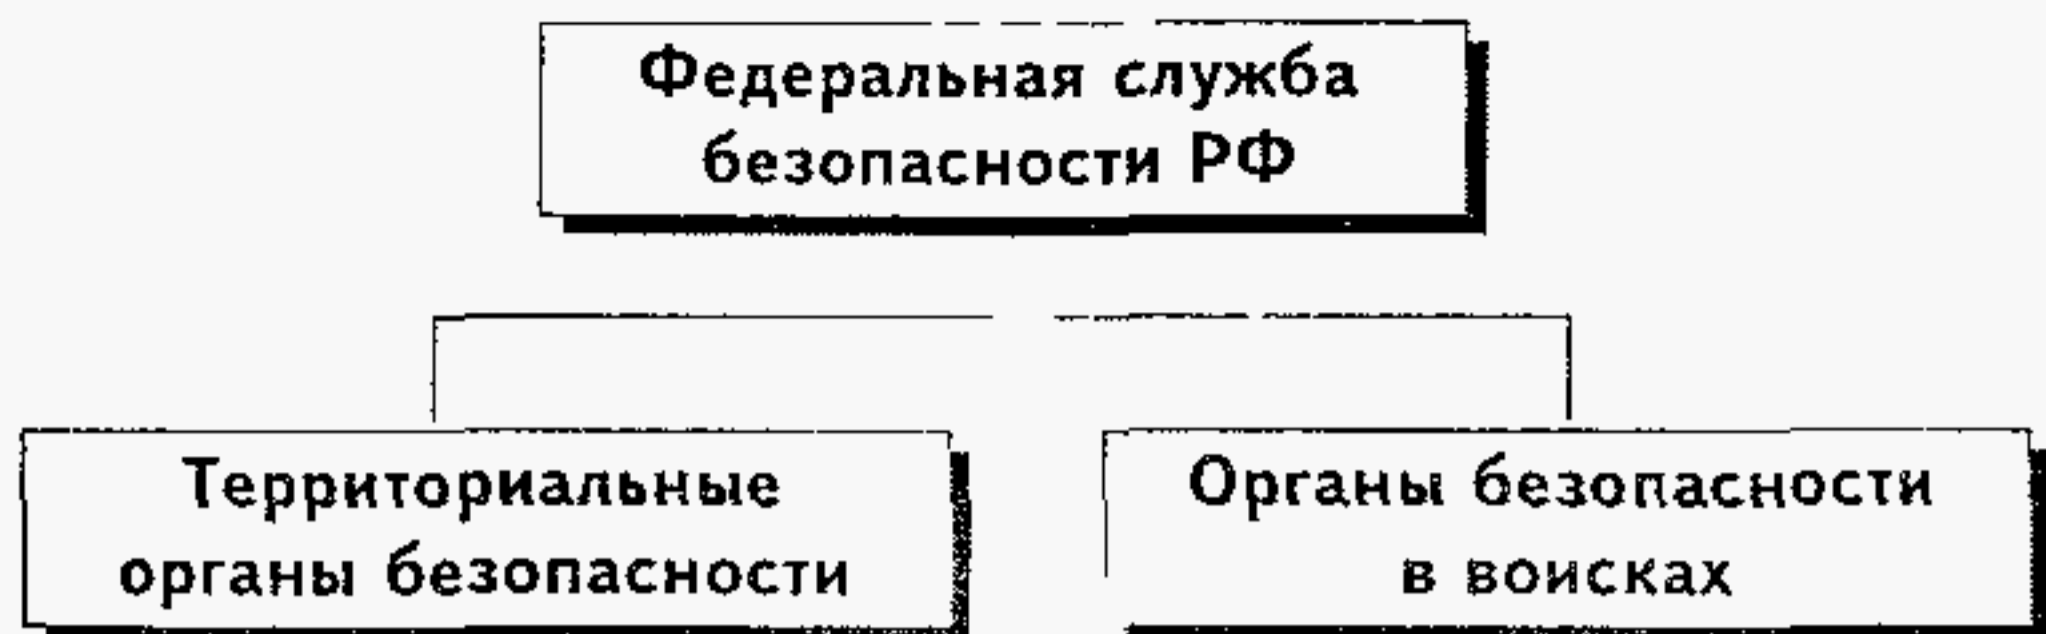 Федеральная служба
безопасности РФ
Территориальные
органы безопасности
Органы безопасности
в воисках